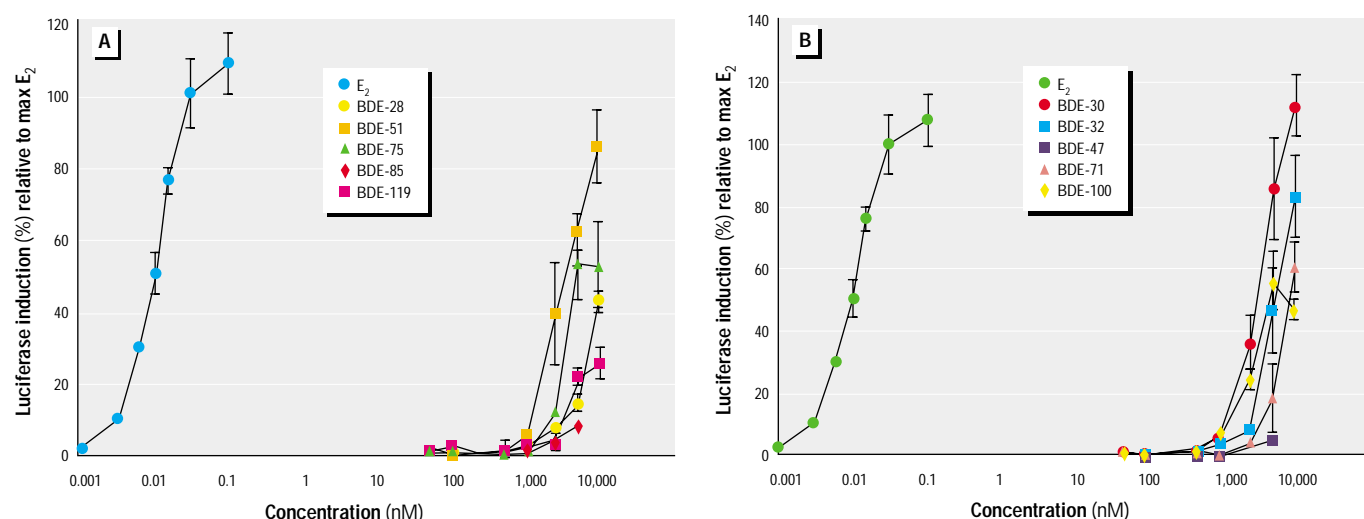 A
Luciferase induction (%) relative to max E₂
120
100
80
60
40
20
0
E₂
BDE-28
BDE-51
BDE-75
BDE-85
BDE-119
0.001 0.01 0.1 1 10 100 1,000 10,000
Concentration (nM)
B
Luciferase induction (%) relative to max E₂
140
120
100
80
60
40
20
0
E₂
BDE-30
BDE-32
BDE-47
BDE-71
BDE-100
0.001 0.01 0.1 1 10 100 1,000 10,000
Concentration (nM)